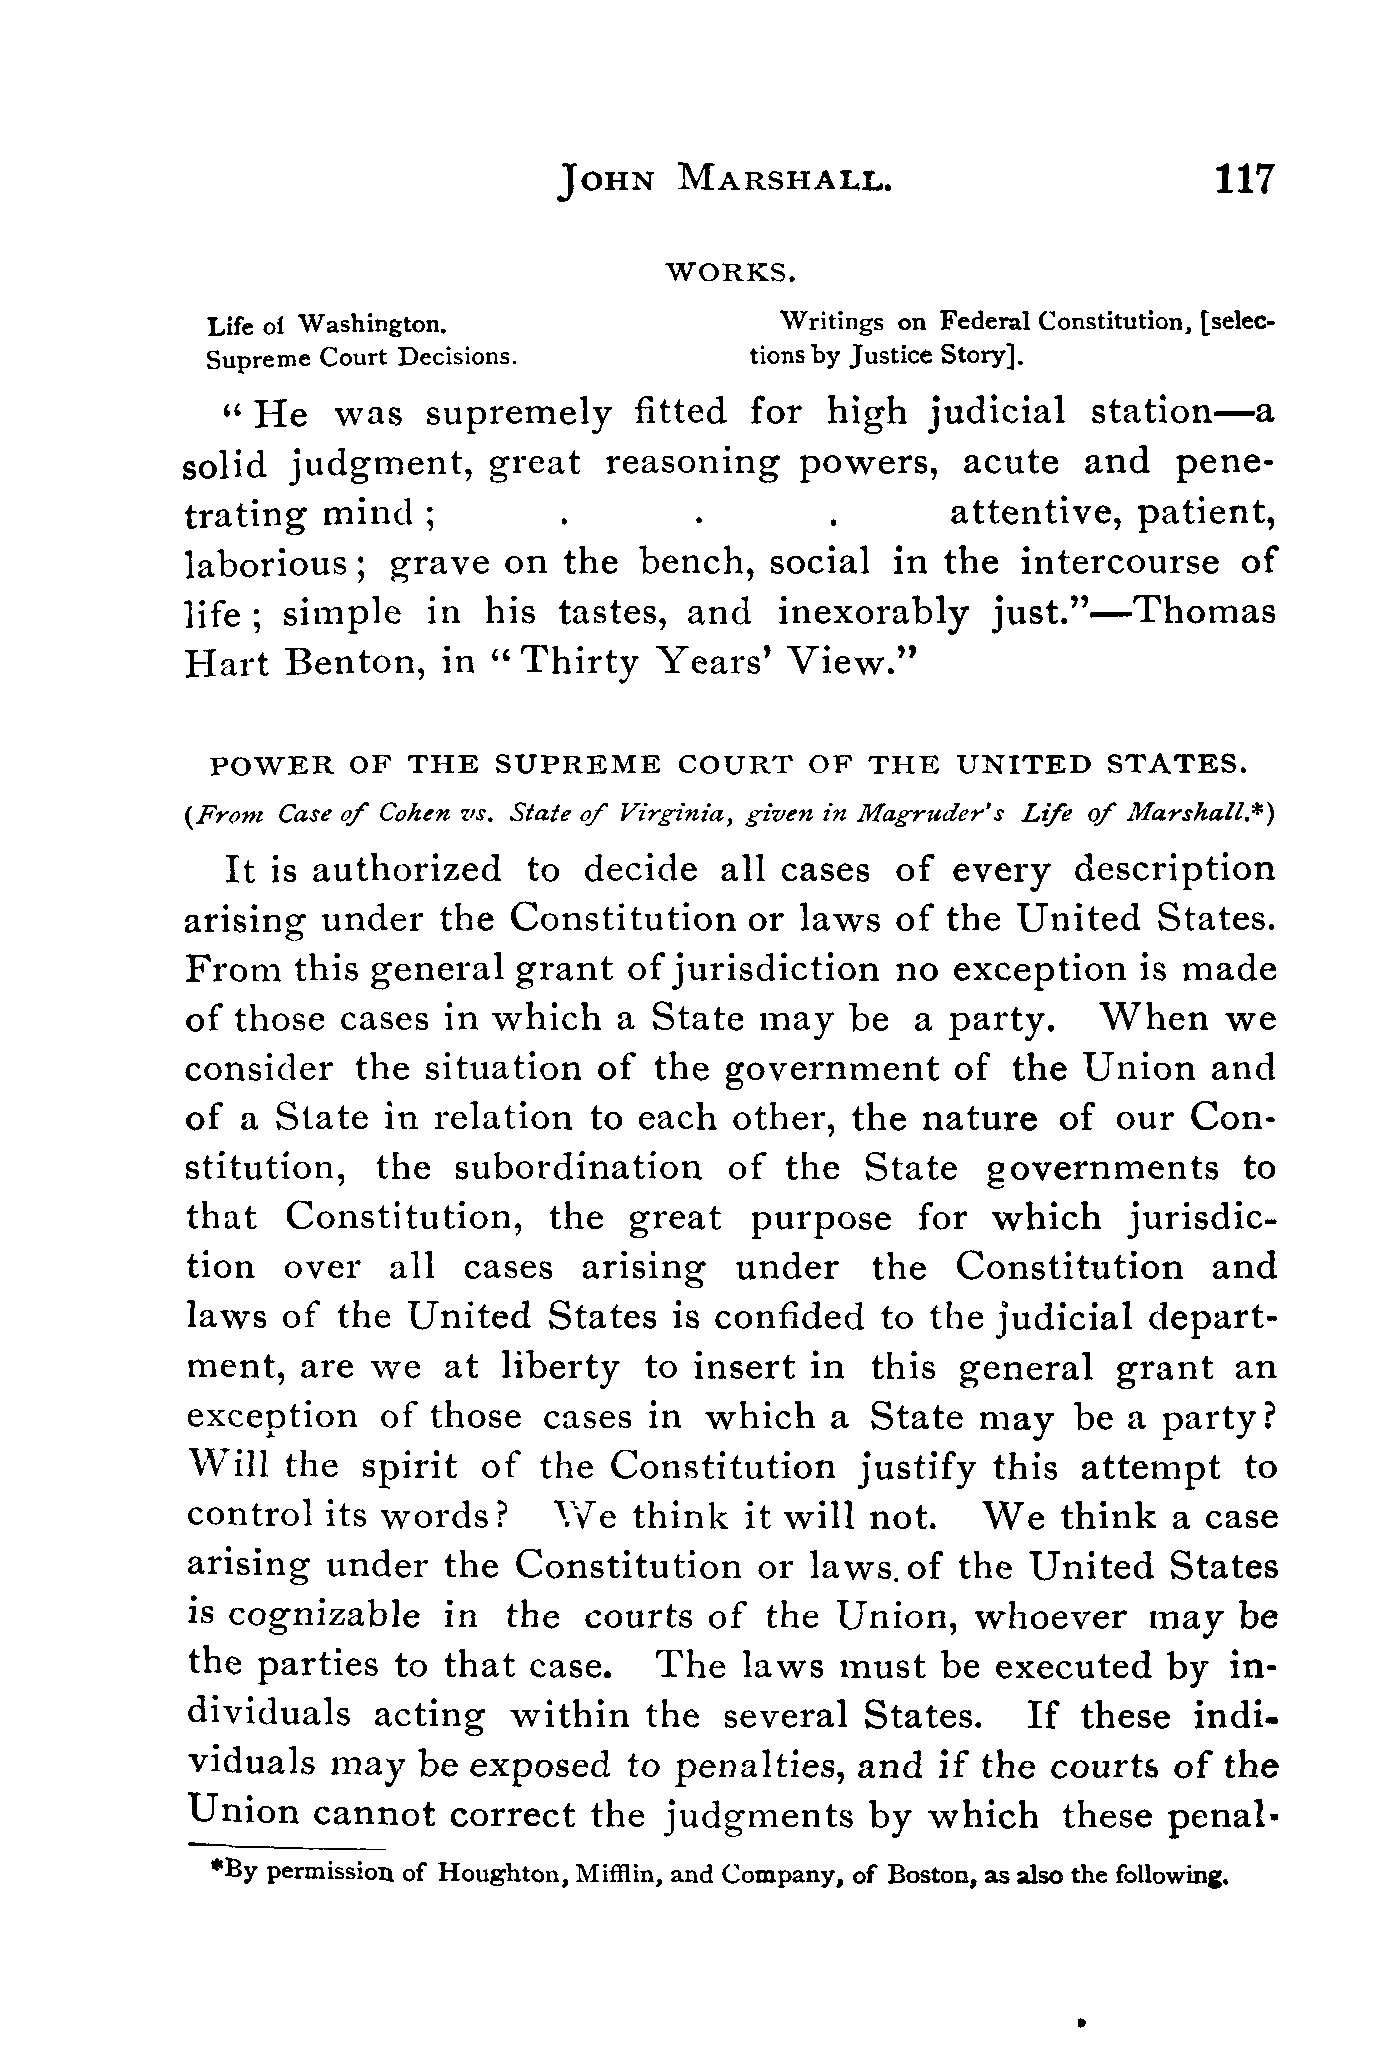 JOHN MARSHALL. 117
WORKS.
Life of Washington.
Supreme Court Decisions.
Writings on Federal Constitution, [selec-
tions by Justice Story].
“ He was supremely fitted for high judicial station—a
solid judgment, great reasoning powers, acute and pene-
trating mind ; . . . attentive, patient,
laborious ; grave on the bench, social in the intercourse of
life ; simple in his tastes, and inexorably just.”—Thomas
Hart Benton, in “ Thirty Years’ View.”
POWER OF THE SUPREME COURT OF THE UNITED STATES.
(From Case of Cohen vs. State of Virginia, given in Magruder’s Life of Marshall.*)
It is authorized to decide all cases of every description
arising under the Constitution or laws of the United States.
From this general grant of jurisdiction no exception is made
of those cases in which a State may be a party. When we
consider the situation of the government of the Union and
of a State in relation to each other, the nature of our Con-
stitution, the subordination of the State governments to
that Constitution, the great purpose for which jurisdic-
tion over all cases arising under the Constitution and
laws of the United States is confided to the judicial depart-
ment, are we at liberty to insert in this general grant an
exception of those cases in which a State may be a party?
Will the spirit of the Constitution justify this attempt to
control its words? We think it will not. We think a case
arising under the Constitution or laws. of the United States
is cognizable in the courts of the Union, whoever may be
the parties to that case. The laws must be executed by in-
dividuals acting within the several States. If these indi-
viduals may be exposed to penalties, and if the courts of the
Union cannot correct the judgments by which these penal-
*By permission of Houghton, Mifflin, and Company, of Boston, as also the following.